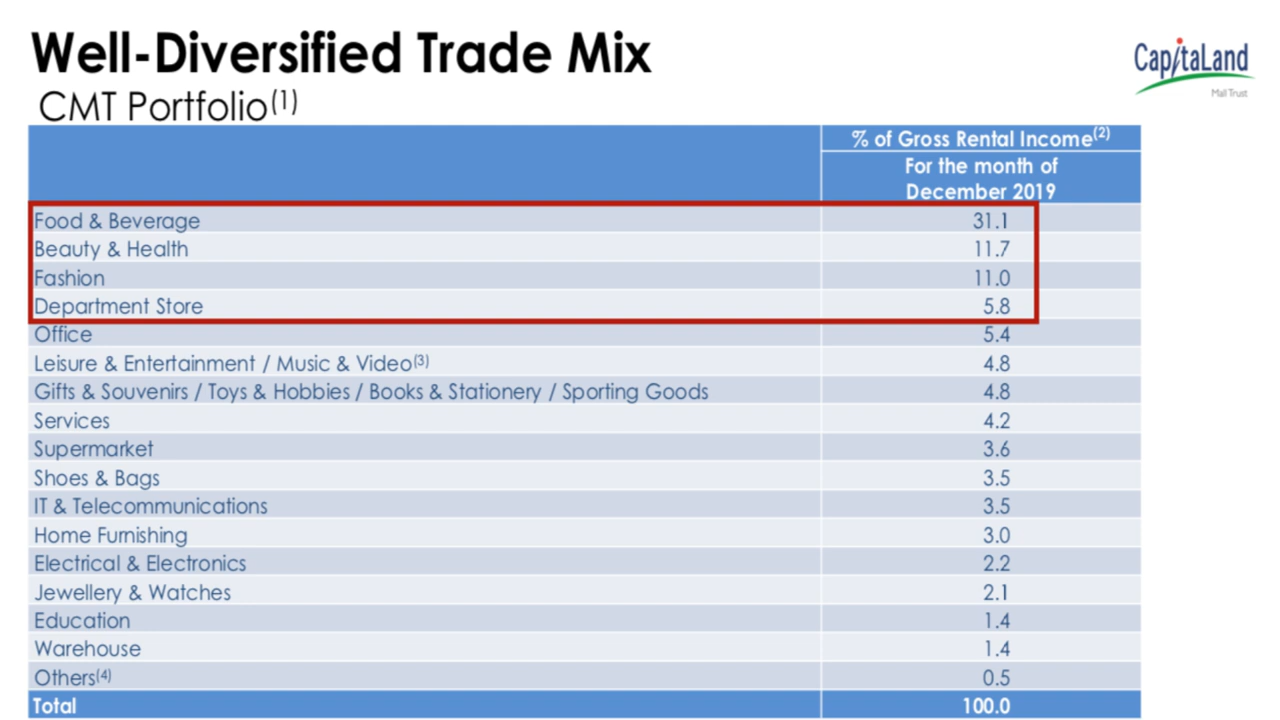 Well-Diversified Trade Mix
CapitaLand
Mall Trust
CMT Portfolio(1)
% of Gross Rental Income(2)
For the month of
December 2019
Food & Beverage 31.1
Beauty & Health 11.7
Fashion 11.0
Department Store 5.8
Office 5.4
Leisure & Entertainment / Music & Video(3) 4.8
Gifts & Souvenirs / Toys & Hobbies / Books & Stationery / Sporting Goods 4.8
Services 4.2
Supermarket 3.6
Shoes & Bags 3.5
IT & Telecommunications 3.5
Home Furnishing 3.0
Electrical & Electronics 2.2
Jewellery & Watches 2.1
Education 1.4
Warehouse 1.4
Others(4) 0.5
Total 100.0